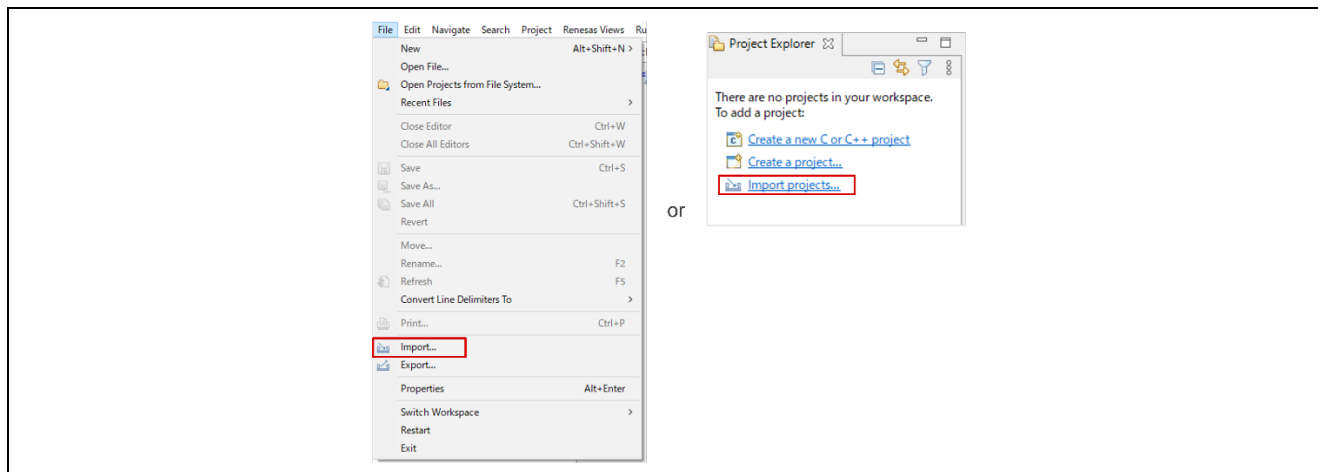 File Edit Navigate Search Project Renesas Views Ru
New Alt+Shift+N >
Open File...
Open Projects from File System...
Recent Files >
Close Editor Ctrl+W
Close All Editors Ctrl+Shift+W
Save Ctrl+S
Save As...
Save All Ctrl+Shift+S
Revert
Move...
Rename... F2
Refresh F5
Convert Line Delimiters To >
Print... Ctrl+P
Import...
Export...
Properties Alt+Enter
Switch Workspace >
Restart
Exit
or
Project Explorer
There are no projects in your workspace.
To add a project:
Create a new C or C++ project
Create a project...
Import projects...